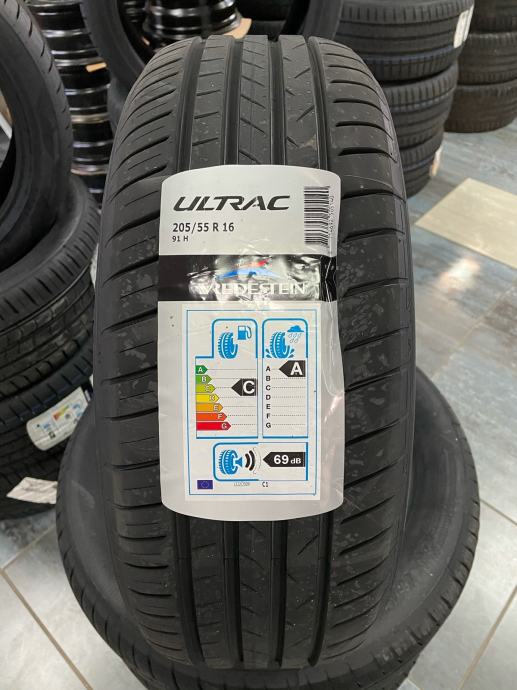 ULTRAC
205/55 R 16
91 H
VREDESTEIN
A
B
C
D
E
F
G
C
A
B
C
D
E
F
G
A
69 dB
C1